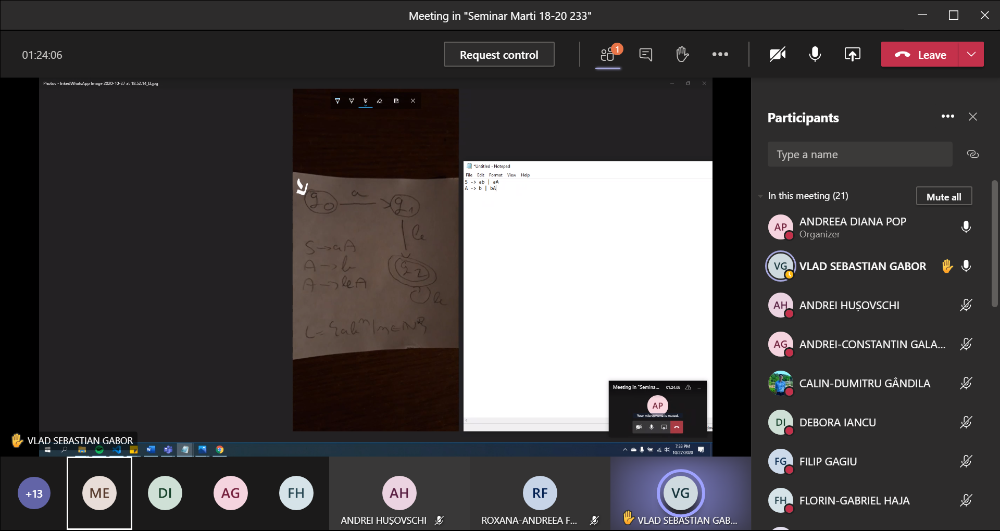 Meeting in "Seminar Marti 18-20 233"
01:24:06
Request control
1
Leave
Photos - InkedWhatsApp Image 2020-10-27 at 18.52.14_LI.jpg
q0 a q1
b
S→aA
A→b
A→bA
q2
b
L={ab^n|n∈N*}
*Untitled - Notepad
File Edit Format View Help
S -> ab | aA
A -> b | bA
Meeting in "Semina... 01:24:08
AP
Your microphone is muted.
VLAD SEBASTIAN GABOR
7:33 PM
10/27/2020
+13
ME
DI
AG
FH
AH
ANDREI HUȘOVSCHI
RF
ROXANA-ANDREEA F...
VG
VLAD SEBASTIAN GAB...
Participants
Type a name
In this meeting (21)
Mute all
AP
ANDREEA DIANA POP
Organizer
VG
VLAD SEBASTIAN GABOR
AH
ANDREI HUȘOVSCHI
AG
ANDREI-CONSTANTIN GALA...
CALIN-DUMITRU GÂNDILA
DI
DEBORA IANCU
FG
FILIP GAGIU
FH
FLORIN-GABRIEL HAJA